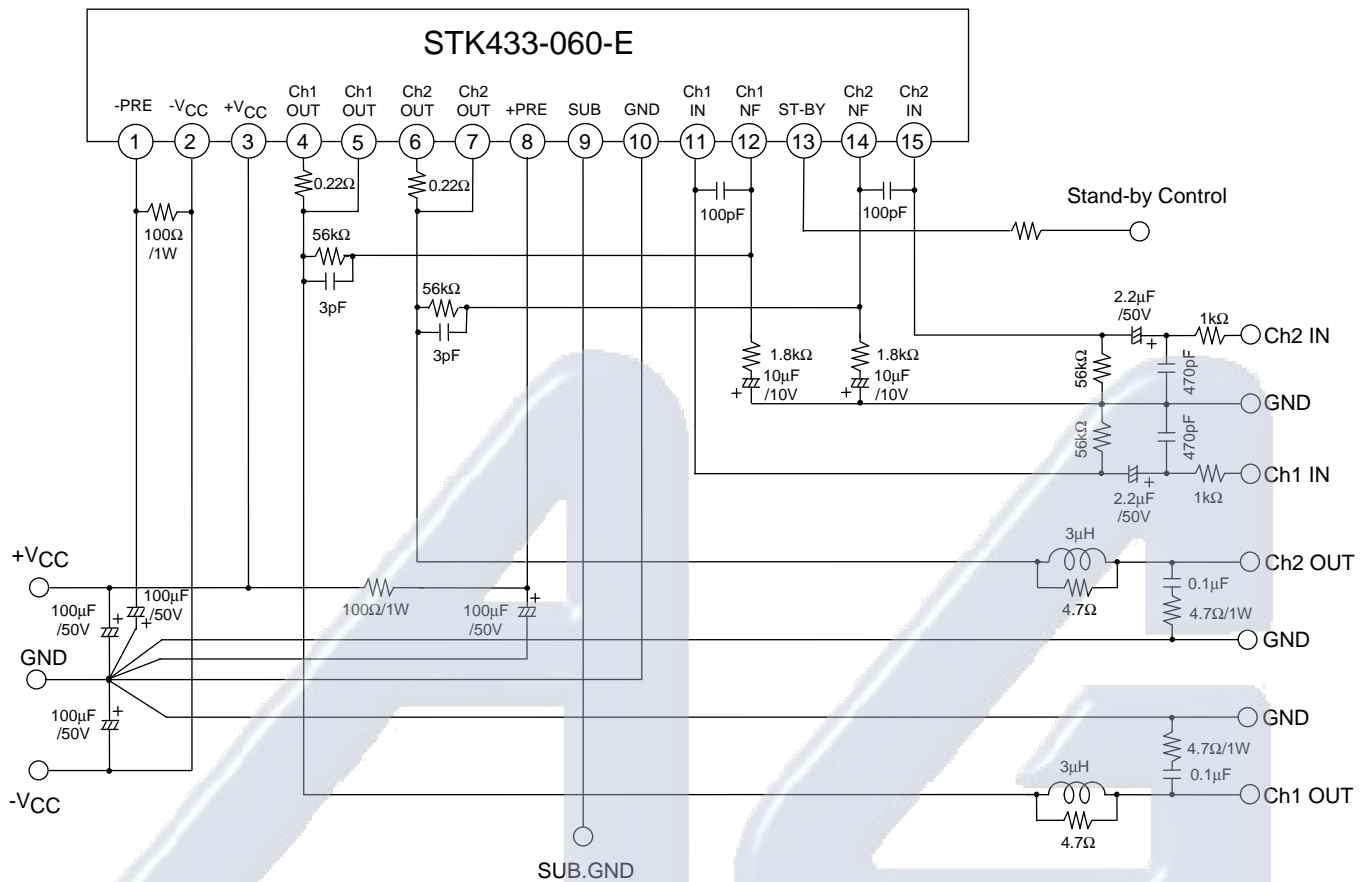 STK433-060-E
-PRE
-VCC
+VCC
Ch1
OUT
Ch1
OUT
Ch2
OUT
Ch2
OUT
+PRE
SUB
GND
Ch1
IN
Ch1
NF
ST-BY
Ch2
NF
Ch2
IN
1
2
3
4
5
6
7
8
9
10
11
12
13
14
15
0.22Ω
0.22Ω
100pF
100pF
Stand-by Control
100Ω
/1W
56kΩ
3pF
56kΩ
3pF
2.2μF
/50V
+
1kΩ
Ch2 IN
1.8kΩ
10μF
/10V
+
1.8kΩ
10μF
/10V
+
56kΩ
470pF
GND
56kΩ
470pF
Ch1 IN
+
2.2μF
/50V
1kΩ
3μH
4.7Ω
Ch2 OUT
0.1μF
4.7Ω/1W
GND
+VCC
100μF
/50V
+
100μF
/50V
+
100Ω/1W
100μF
/50V
+
GND
100μF
/50V
+
-VCC
GND
4.7Ω/1W
0.1μF
3μH
4.7Ω
Ch1 OUT
SUB.GND